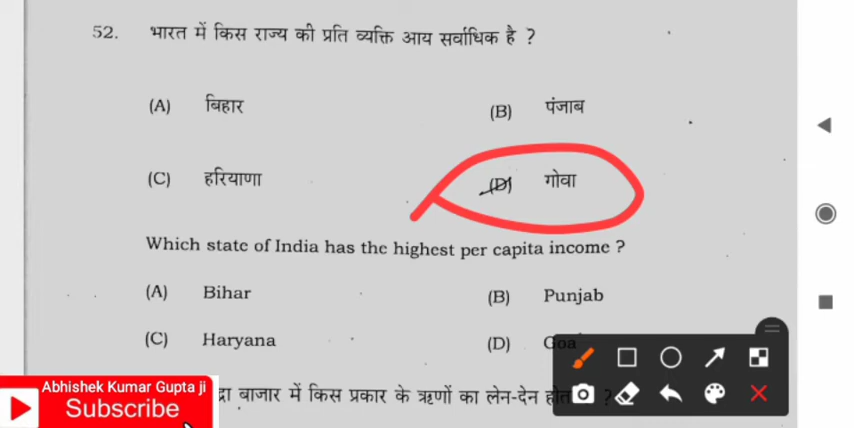 52. भारत में किस राज्य की प्रति व्यक्ति आय सर्वाधिक है ?
(A) बिहार (B) पंजाब
(C) हरियाणा (D) गोवा
Which state of India has the highest per capita income ?
(A) Bihar (B) Punjab
(C) Haryana (D) Goa
बाजार में किस प्रकार के ऋणों का लेन-देन ?
Abhishek Kumar Gupta ji
Subscribe